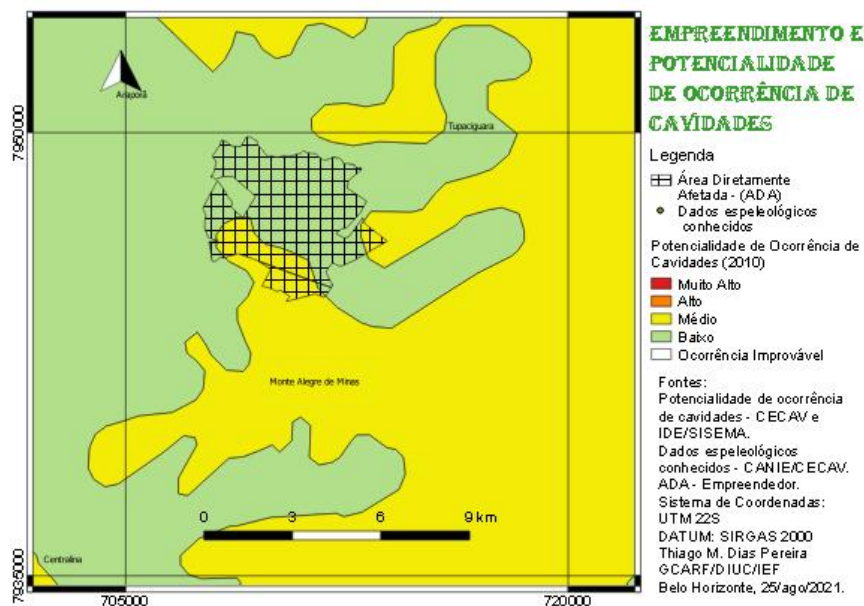 EMPREENDIMENTO E
POTENCIALIDADE
DE OCORRÊNCIA DE
CAVIDADES
Legenda
Área Diretamente
Afetada - (ADA)
Dados espeleológicos
conhecidos
Potencialidade de Ocorrência de
Cavidades (2010)
Muito Alto
Alto
Médio
Baixo
Ocorrência Improvável
Fontes:
Potencialidade de ocorrência
de cavidades - CECAV e
IDE/SISEMA.
Dados espeleológicos
conhecidos - CANIE/CECAV.
ADA - Empreendedor.
Sistema de Coordenadas:
UTM 22S
DATUM: SIRGAS 2000
Thiago M. Dias Pereira
GCARF/DIUC/IEF
Belo Horizonte, 25/ago/2021.
Araporã
Tupaciguara
Monte Alegre de Minas
Centralina
0 3 6 9 km
7950000
7935000
705000
720000